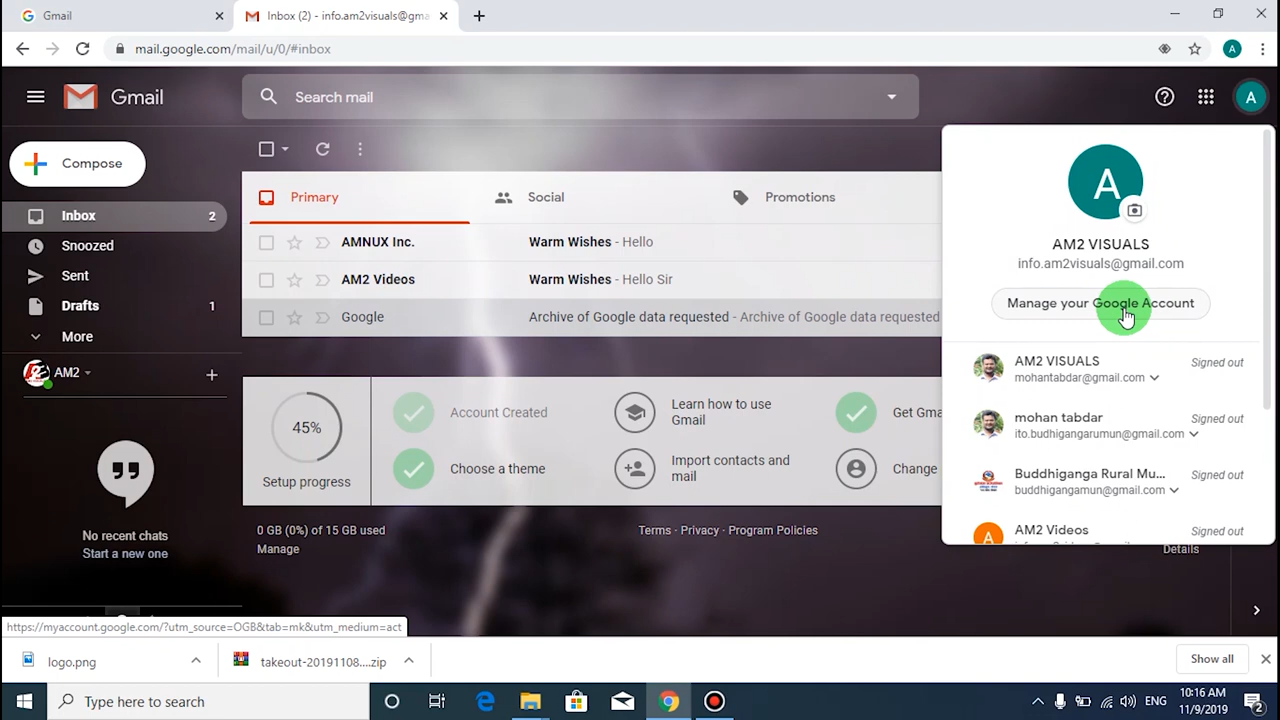 Gmail
Inbox (2) - info.am2visuals@gma
mail.google.com/mail/u/0/#inbox
A
Gmail
Search mail
A
Compose
Inbox 2
Snoozed
Sent
Drafts 1
More
AM2
No recent chats
Start a new one
Primary
Social
Promotions
AMNUX Inc. Warm Wishes - Hello
AM2 Videos Warm Wishes - Hello Sir
Google Archive of Google data requested - Archive of Google data requested
45%
Setup progress
Account Created
Choose a theme
Learn how to use
Gmail
Import contacts and
mail
Get Gma
Change
0 GB (0%) of 15 GB used
Manage
Terms - Privacy - Program Policies
Details
A
AM2 VISUALS
info.am2visuals@gmail.com
Manage your Google Account
AM2 VISUALS Signed out
mohantabdar@gmail.com
mohan tabdar Signed out
ito.budhigangarumun@gmail.com
Buddhiganga Rural Mu... Signed out
buddhigangamun@gmail.com
A
AM2 Videos Signed out
https://myaccount.google.com/?utm_source=OGB&tab=mk&utm_medium=act
logo.png
takeout-20191108....zip
Show all
Type here to search
ENG
10:16 AM
11/9/2019
2